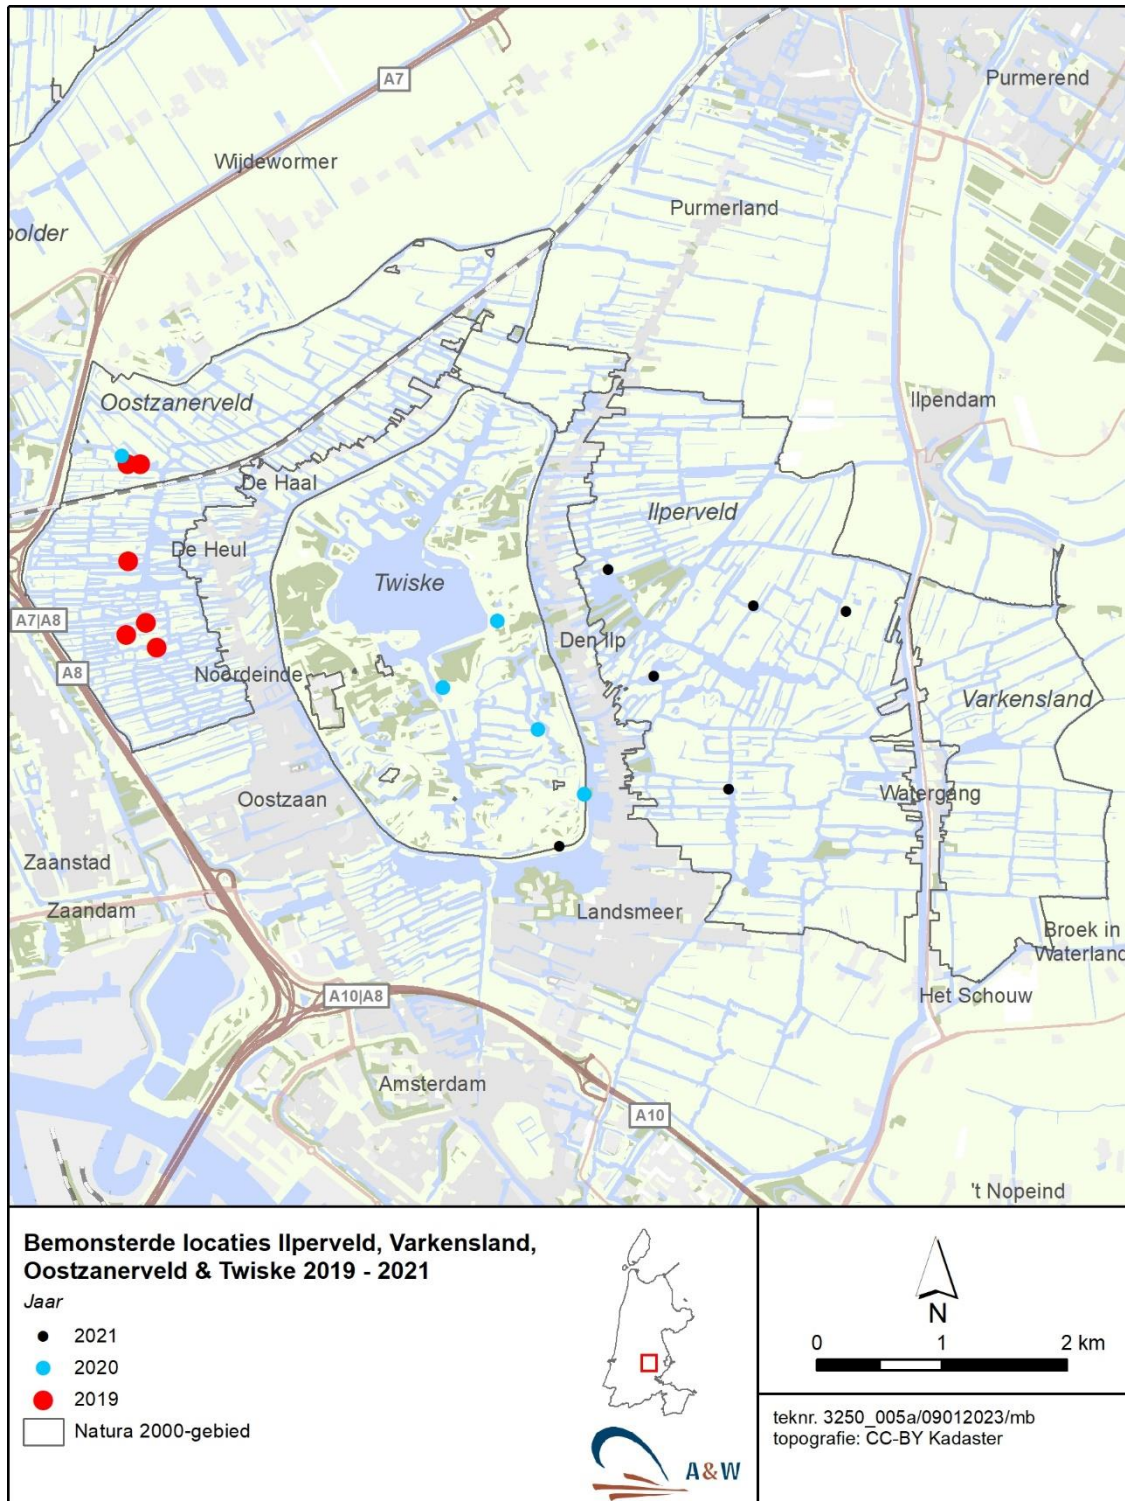 A7
Purmerend
Wijdewormer
Purmerland
polder
Oostzanerveld
Ilpendam
De Haal
Ilperveld
De Heul
Twiske
A7|A8
Den Ilp
A8
Noordeinde
Varkensland
Oostzaan
Watergang
Zaanstad
Zaandam
Landsmeer
Broek in
Waterland
A10|A8
Het Schouw
Amsterdam
A10
't Nopeind
Bemonsterde locaties Ilperveld, Varkensland,
Oostzanerveld & Twiske 2019 - 2021
Jaar
2021
2020
2019
Natura 2000-gebied
A&W
N
0 1 2 km
teknr. 3250_005a/09012023/mb
topografie: CC-BY Kadaster